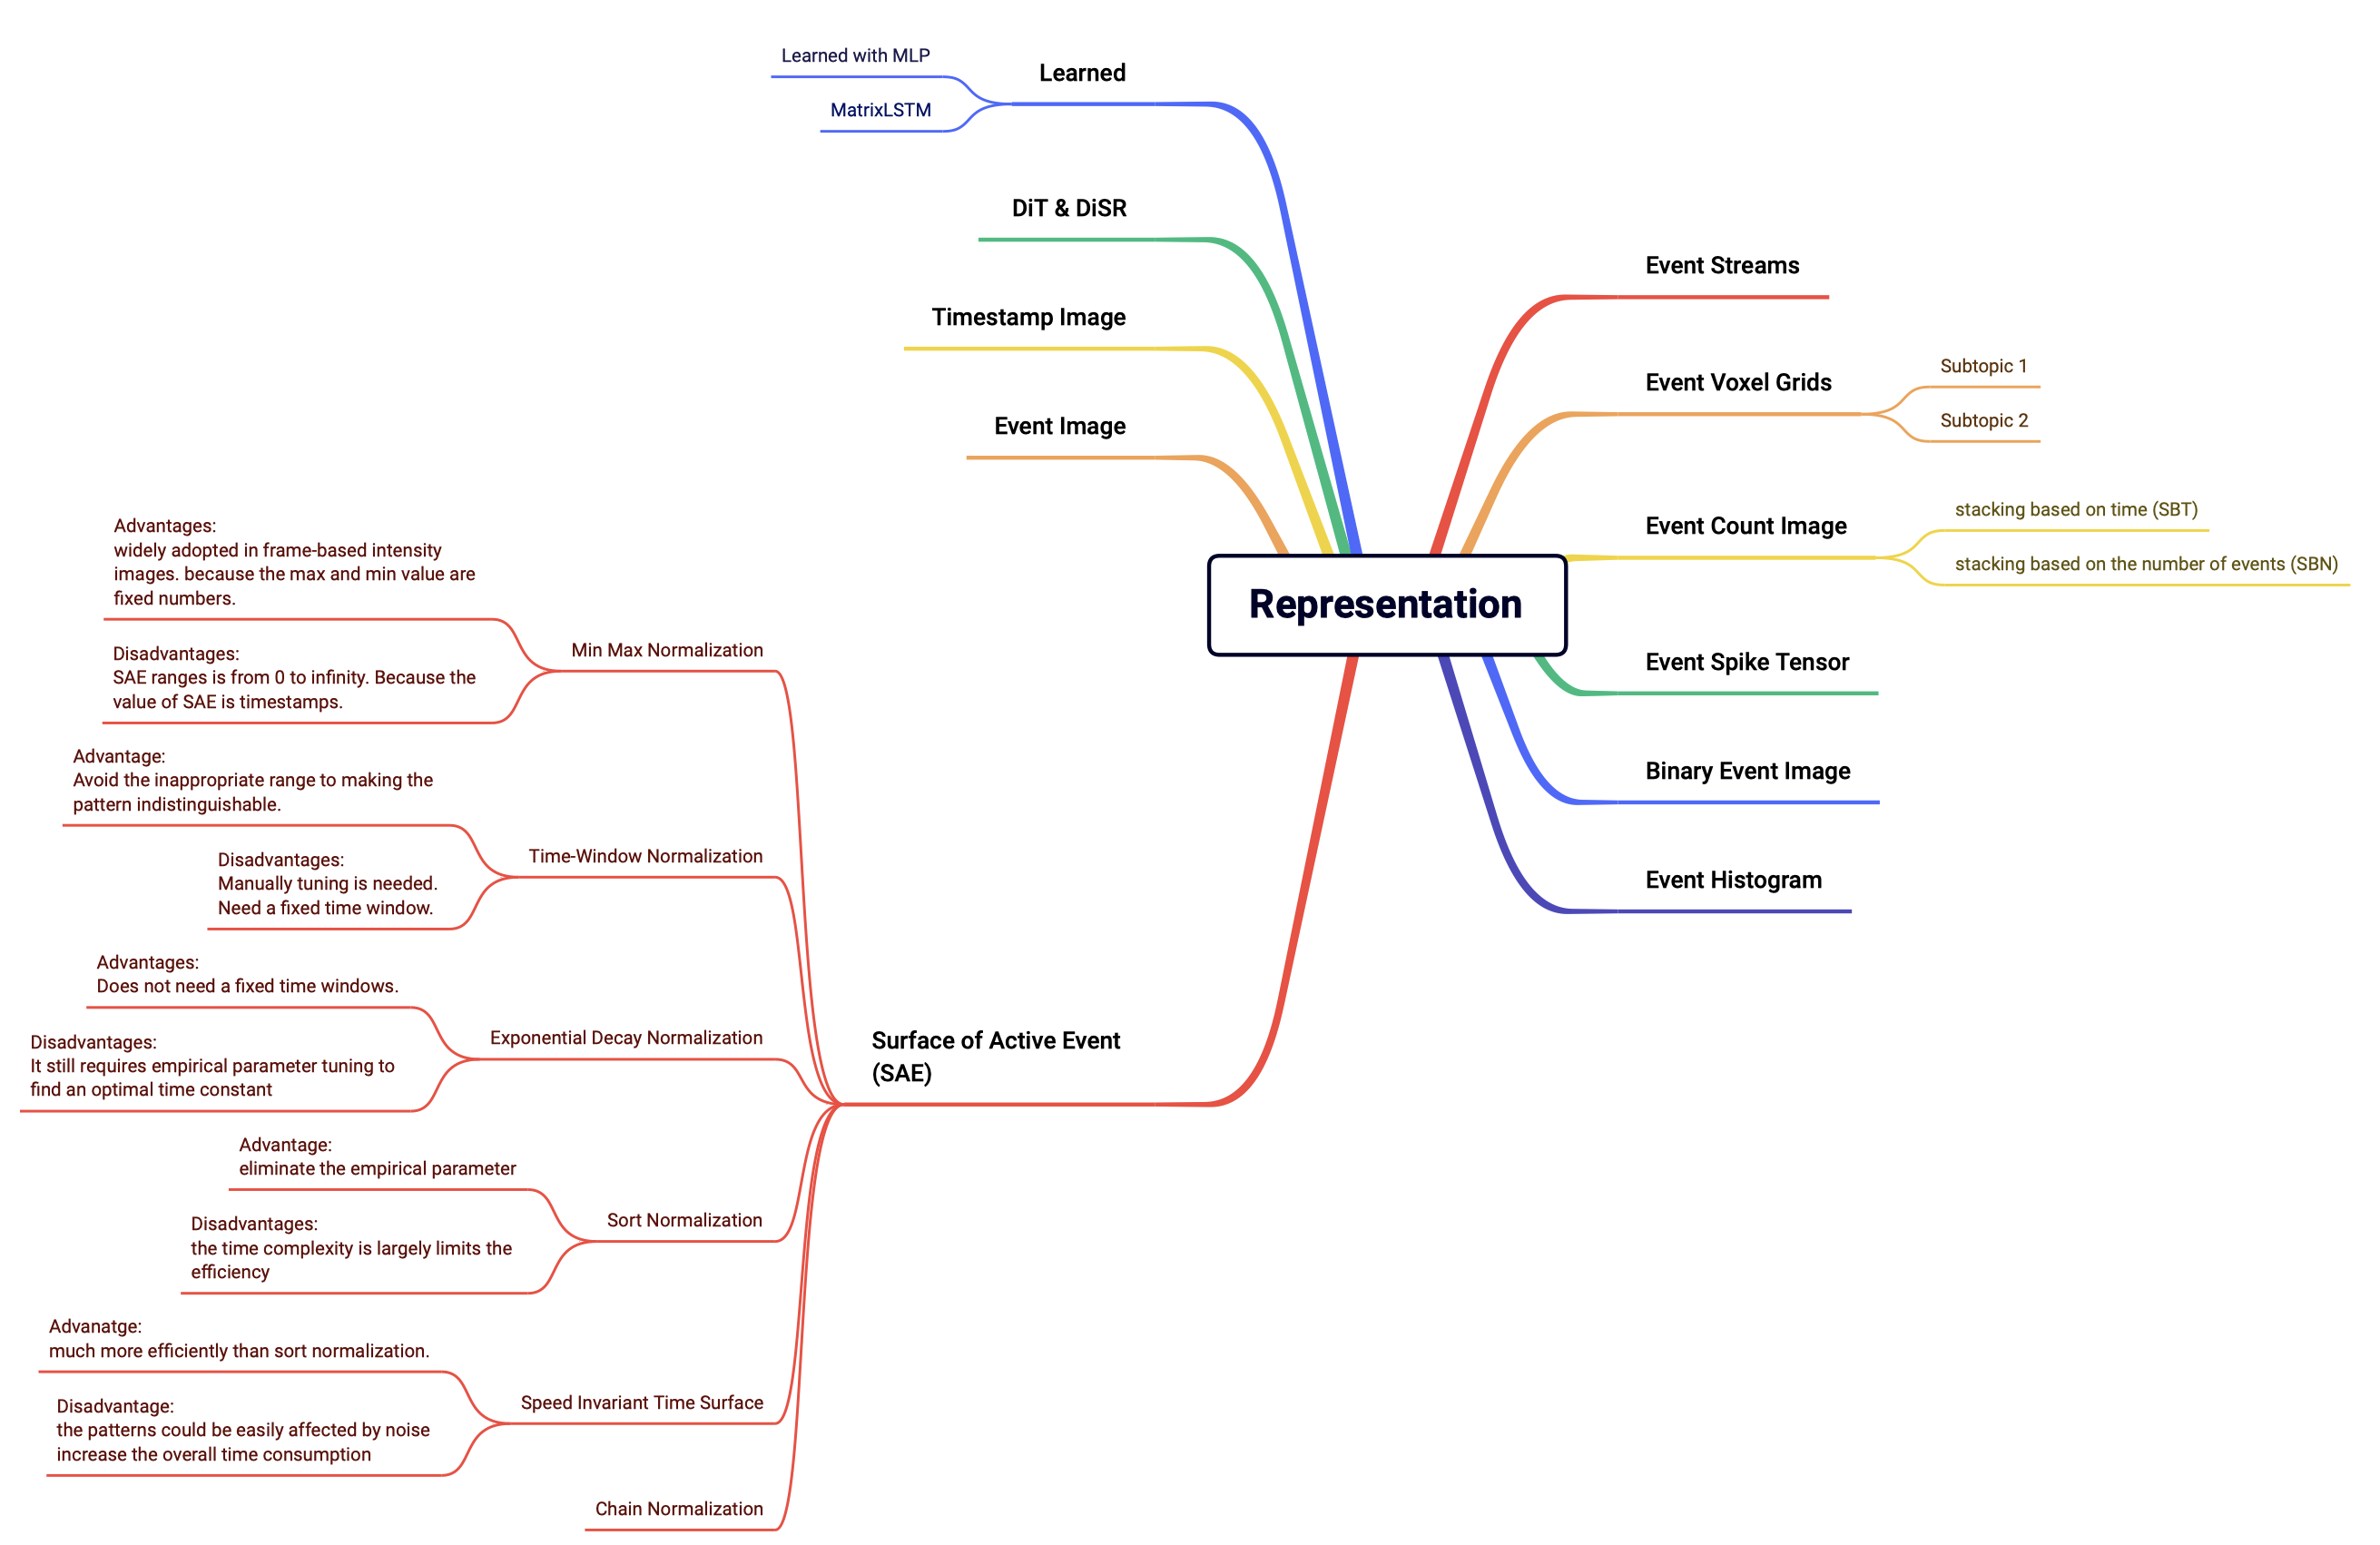 Representation
Learned
Learned with MLP
MatrixLSTM
DiT & DiSR
Timestamp Image
Event Image
Surface of Active Event
(SAE)
Min Max Normalization
Advantages:
widely adopted in frame-based intensity
images. because the max and min value are
fixed numbers.
Disadvantages:
SAE ranges is from 0 to infinity. Because the
value of SAE is timestamps.
Time-Window Normalization
Advantage:
Avoid the inappropriate range to making the
pattern indistinguishable.
Disadvantages:
Manually tuning is needed.
Need a fixed time window.
Exponential Decay Normalization
Advantages:
Does not need a fixed time windows.
Disadvantages:
It still requires empirical parameter tuning to
find an optimal time constant
Sort Normalization
Advantage:
eliminate the empirical parameter
Disadvantages:
the time complexity is largely limits the
efficiency
Speed Invariant Time Surface
Advanatge:
much more efficiently than sort normalization.
Disadvantage:
the patterns could be easily affected by noise
increase the overall time consumption
Chain Normalization
Event Streams
Event Voxel Grids
Subtopic 1
Subtopic 2
Event Count Image
stacking based on time (SBT)
stacking based on the number of events (SBN)
Event Spike Tensor
Binary Event Image
Event Histogram